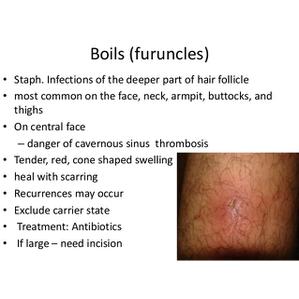 Boils (furuncles)
• Staph. Infections of the deeper part of hair follicle
• most common on the face, neck, armpit, buttocks, and
thighs
• On central face
– danger of cavernous sinus  thrombosis
• Tender, red, cone shaped swelling
• heal with scarring
• Recurrences may occur
• Exclude carrier state
•  Treatment: Antibiotics
•  If large – need incision